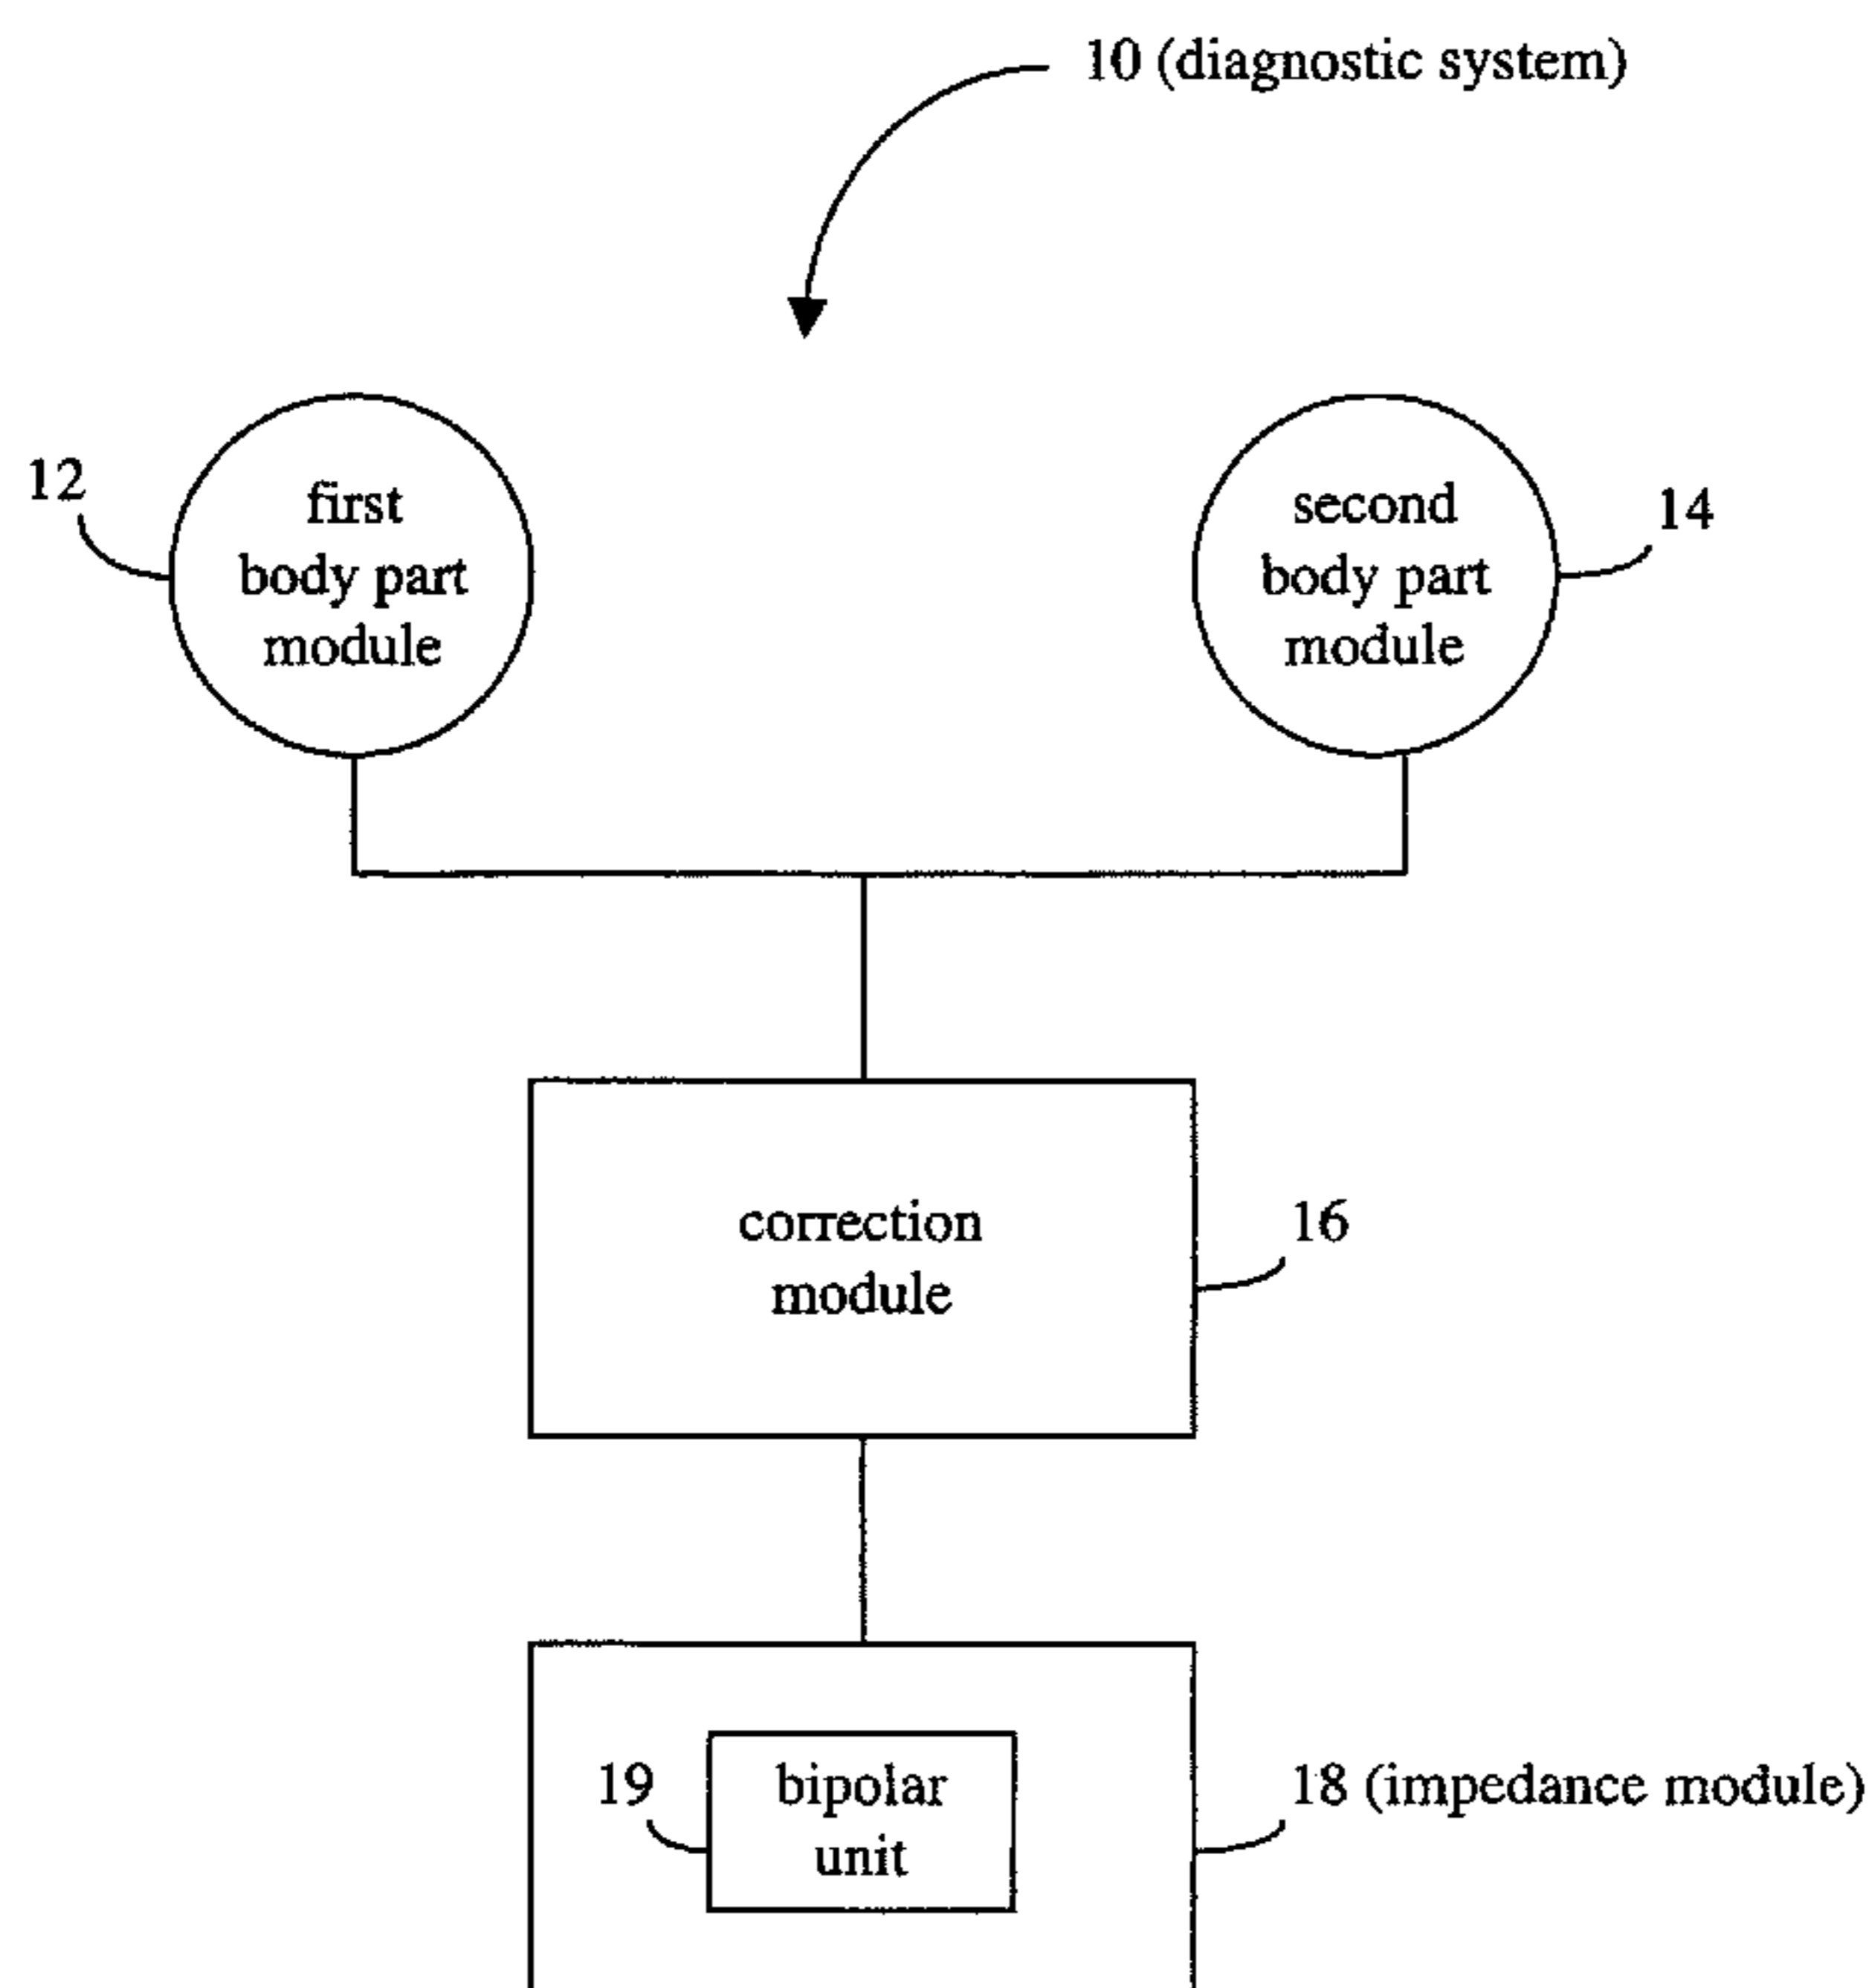 10 (diagnostic system)
12
first
body part
module
second
body part
module
14
correction
module
16
19
bipolar
unit
18 (impedance module)